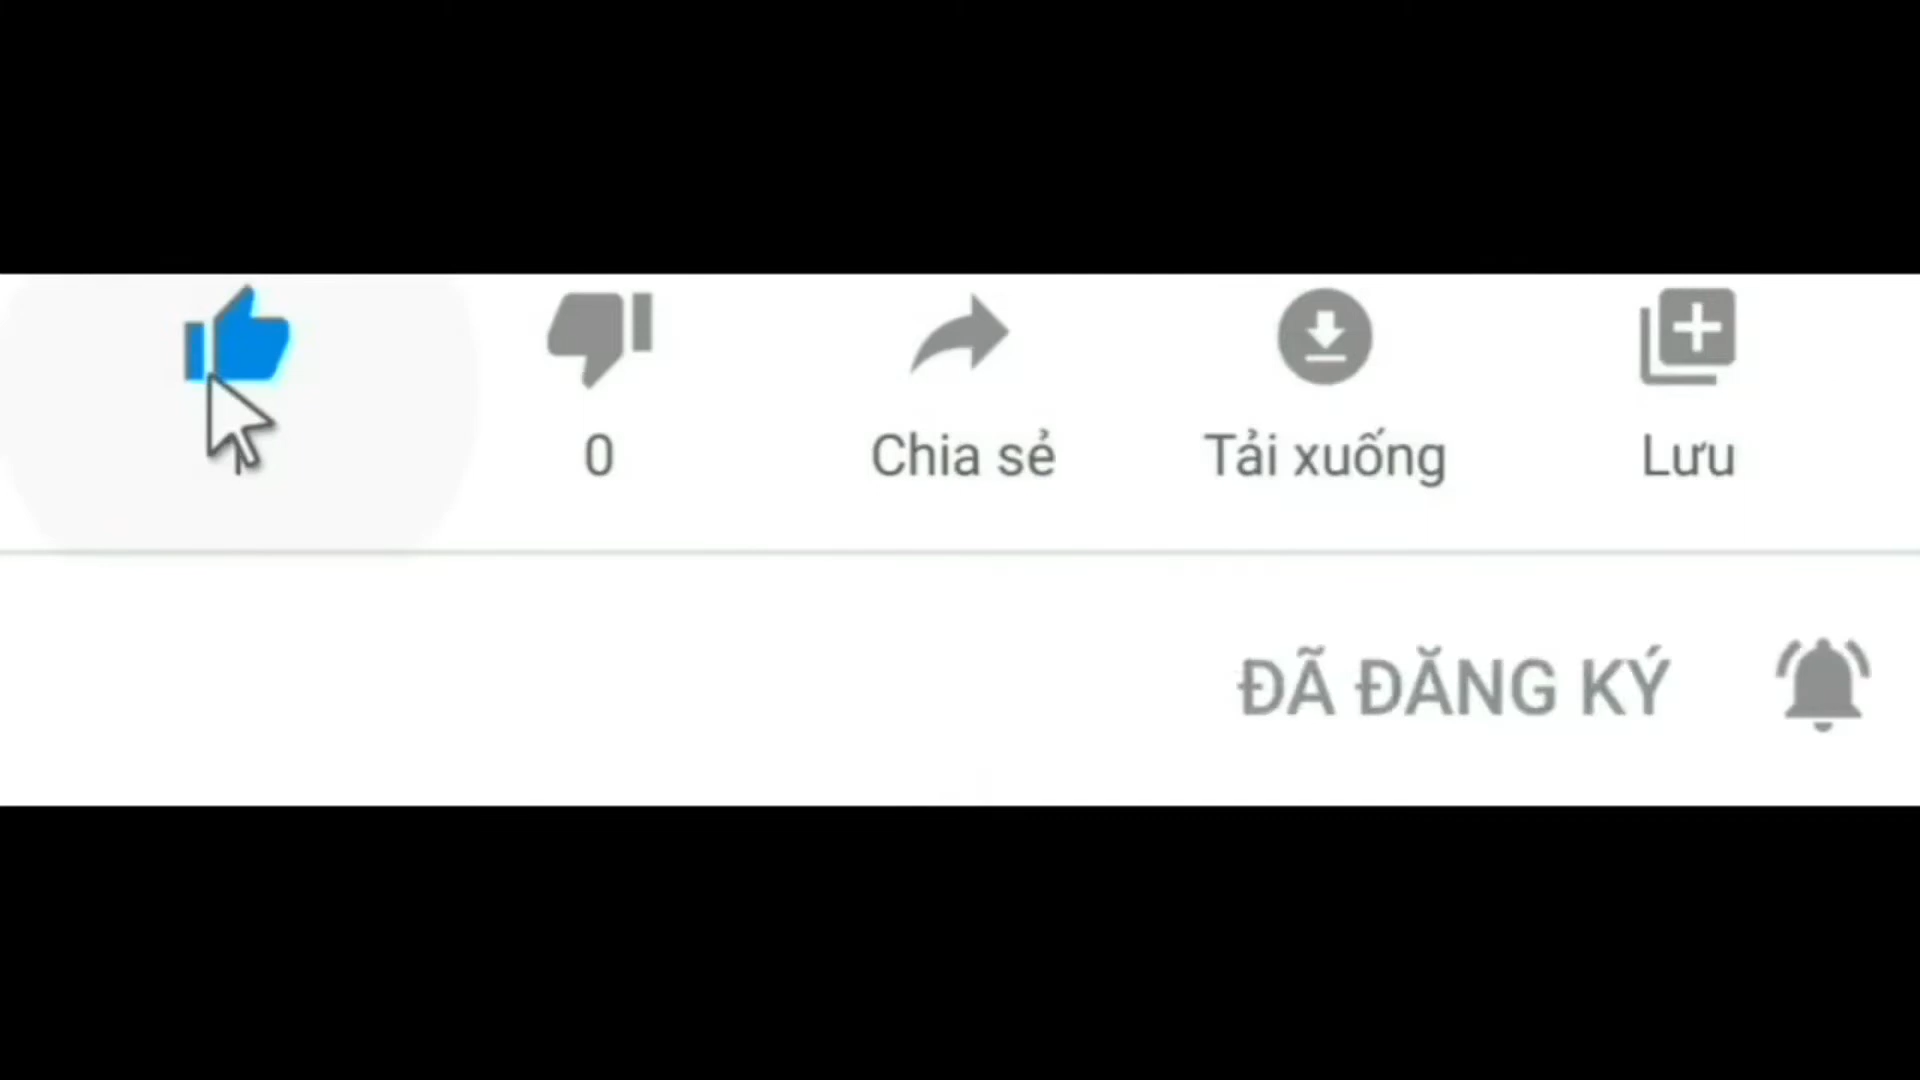 0 Chia sẻ Tải xuống Lưu
ĐÃ ĐĂNG KÝ